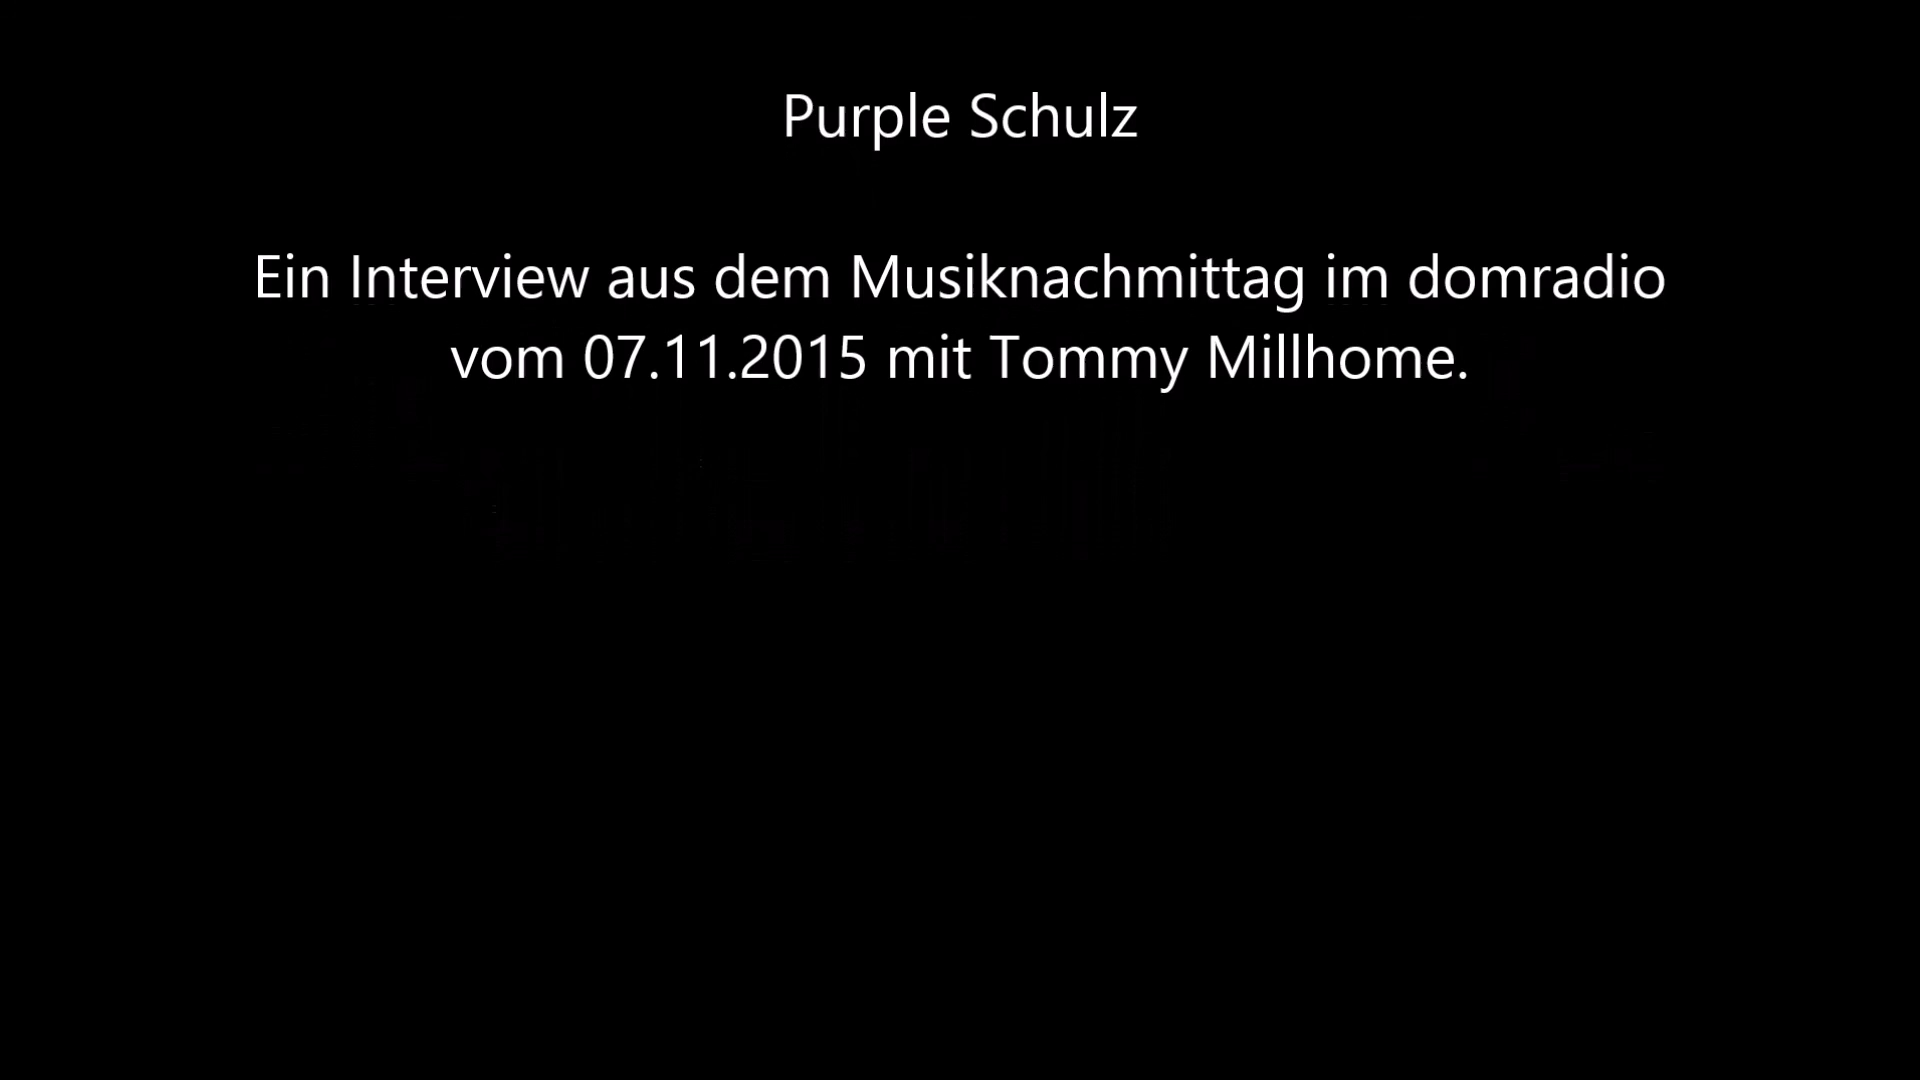 Purple Schulz
Ein Interview aus dem Musiknachmittag im domradio
vom 07.11.2015 mit Tommy Millhome.